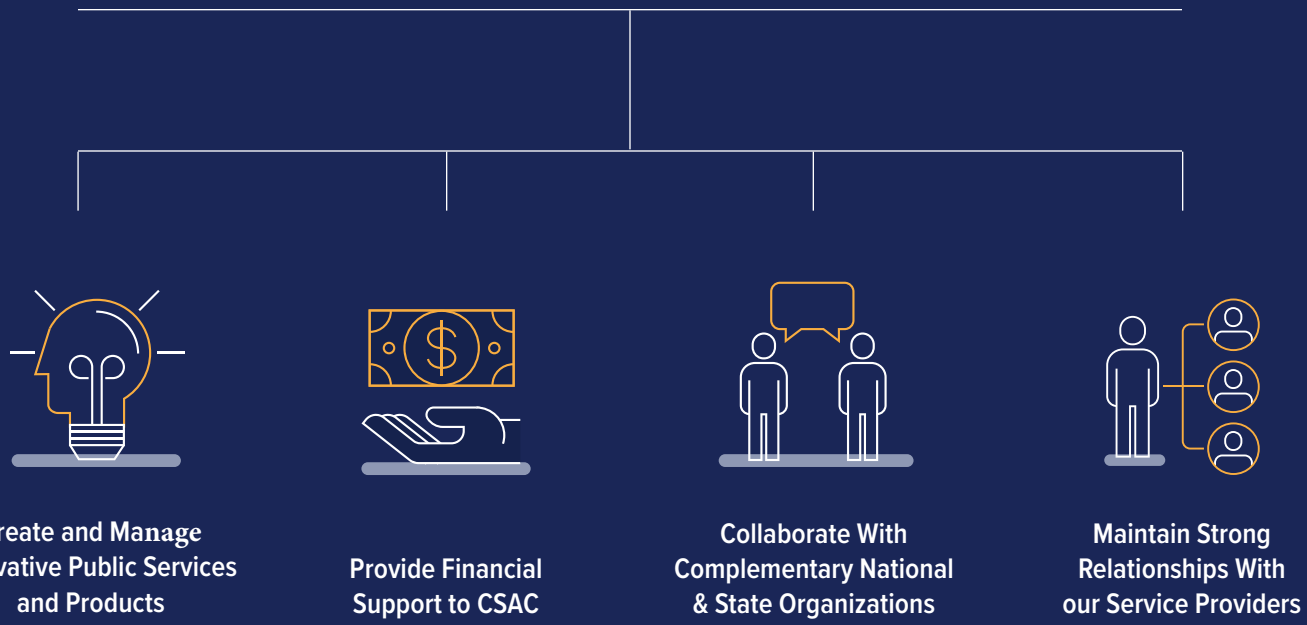 reate and Manage
vative Public Services
and Products
Provide Financial
Support to CSAC
Collaborate With
Complementary National
& State Organizations
Maintain Strong
Relationships With
our Service Providers